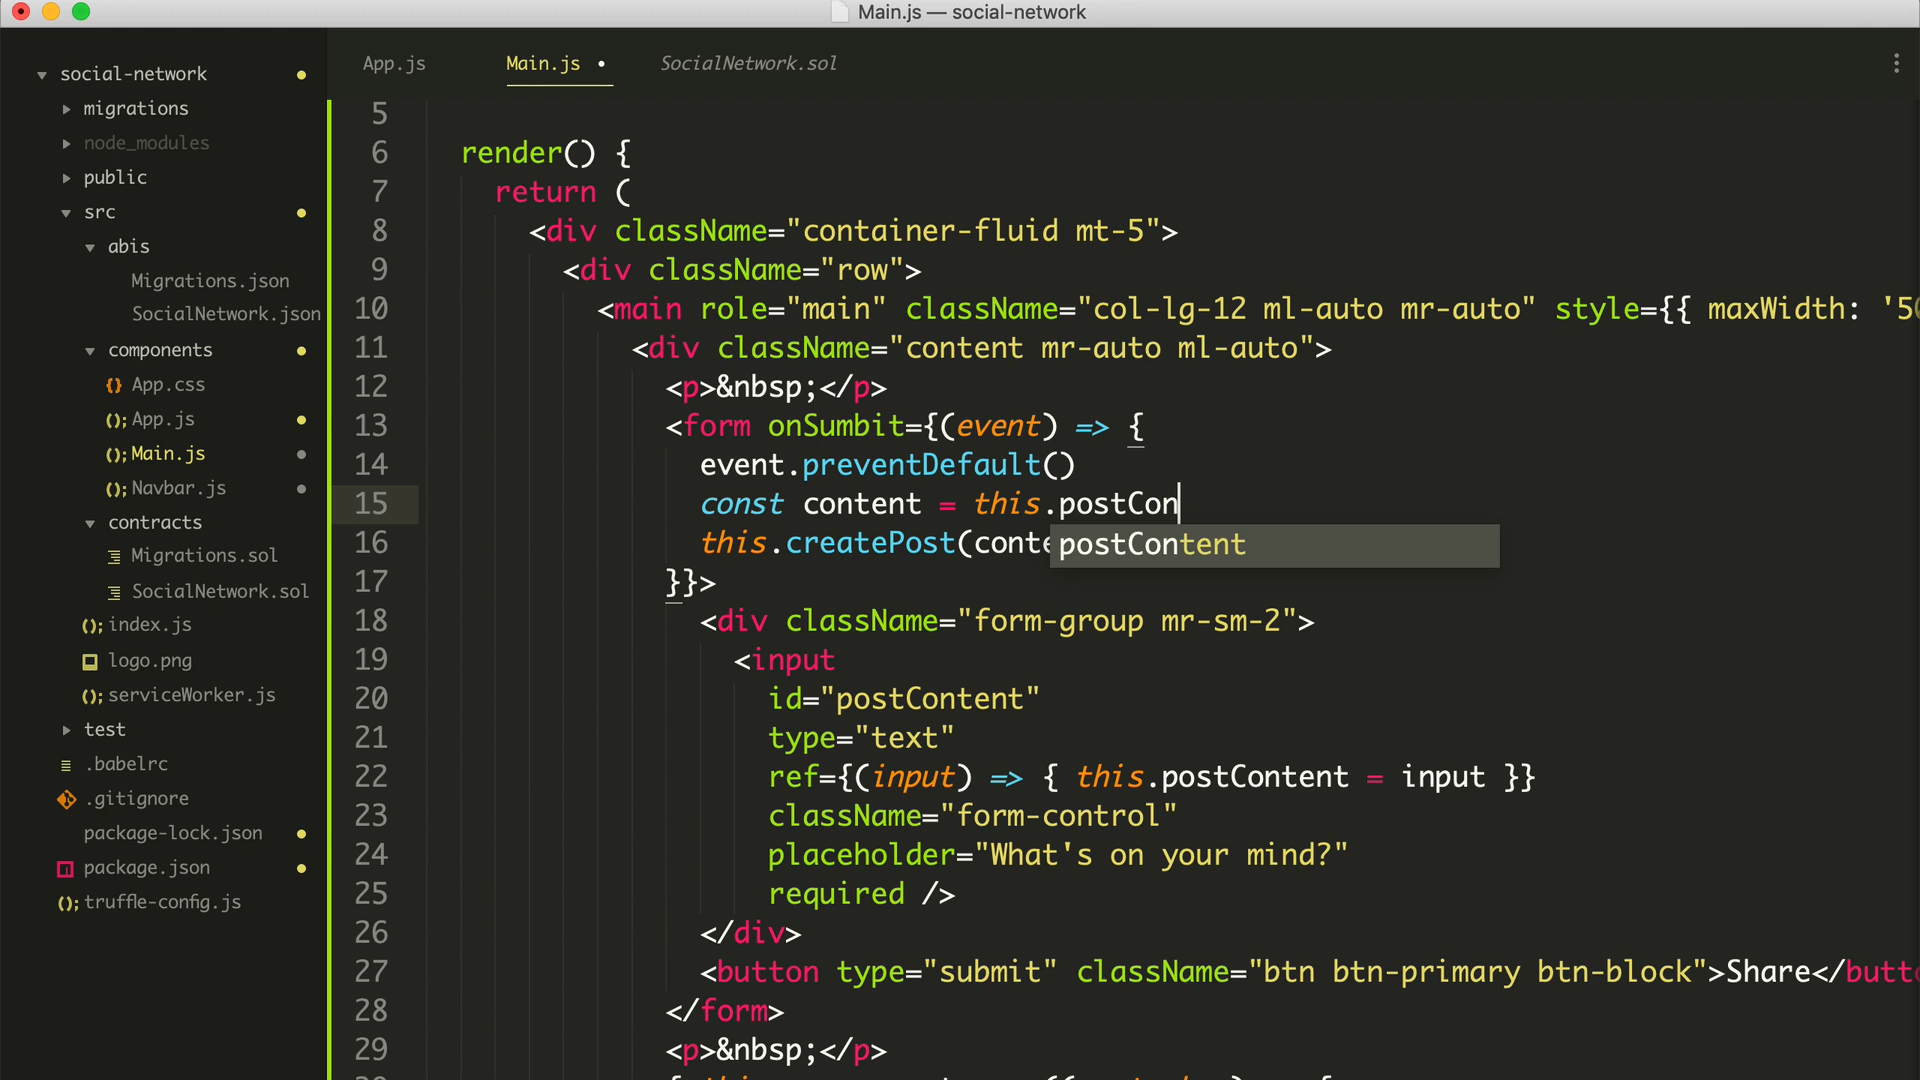 Main.js — social-network
social-network
migrations
node_modules
public
src
abis
Migrations.json
SocialNetwork.json
components
App.css
App.js
Main.js
Navbar.js
contracts
Migrations.sol
SocialNetwork.sol
index.js
logo.png
serviceWorker.js
test
.babelrc
.gitignore
package-lock.json
package.json
truffle-config.js
App.js Main.js • SocialNetwork.sol
5
6 render() {
7 return (
8 <div className="container-fluid mt-5">
9 <div className="row">
10 <main role="main" className="col-lg-12 ml-auto mr-auto" style={{ maxWidth: '50
11 <div className="content mr-auto ml-auto">
12 <p>&nbsp;</p>
13 <form onSumbit={(event) => {
14 event.preventDefault()
15 const content = this.postCon
16 this.createPost(conte
postContent
17 }}>
18 <div className="form-group mr-sm-2">
19 <input
20 id="postContent"
21 type="text"
22 ref={(input) => { this.postContent = input }}
23 className="form-control"
24 placeholder="What's on your mind?"
25 required />
26 </div>
27 <button type="submit" className="btn btn-primary btn-block">Share</butto
28 </form>
29 <p>&nbsp;</p>